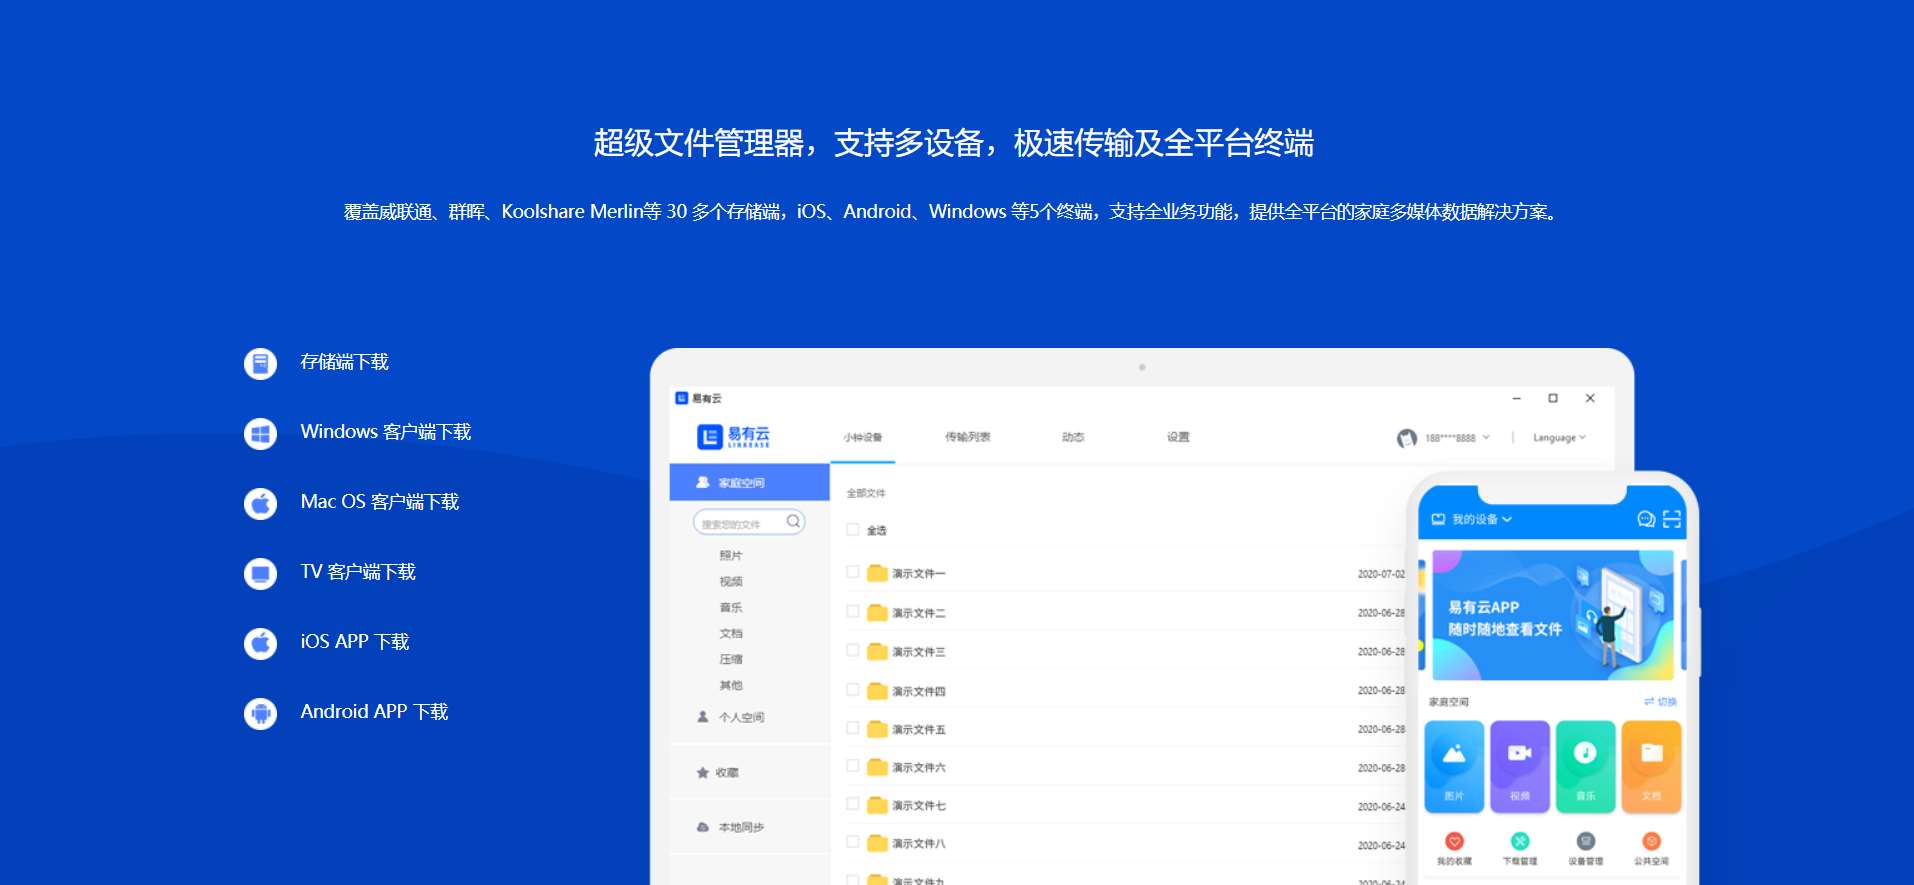 超级文件管理器，支持多设备，极速传输及全平台终端
覆盖威联通、群晖、Koolshare Merlin等 30 多个存储端，iOS、Android、Windows 等5个终端，支持全业务功能，提供全平台的家庭多媒体数据解决方案。
存储端下载
Windows 客户端下载
Mac OS 客户端下载
TV 客户端下载
iOS APP 下载
Android APP 下载
易有云
易有云
LINKEASE
小钟设备
传输列表
动态
设置
188****8888
Language
家庭空间
搜索您的文件
照片
视频
音乐
文档
压缩
其他
个人空间
收藏
本地同步
全部文件
全选
演示文件一 2020-07-02
演示文件二 2020-06-28
演示文件三 2020-06-28
演示文件四 2020-06-28
演示文件五 2020-06-28
演示文件六 2020-06-28
演示文件七 2020-06-24
演示文件八 2020-06-24
演示文件九 2020-06-24
我的设备
易有云APP
随时随地查看文件
家庭空间
切换
图片
视频
音乐
文档
我的收藏
下载管理
设备管理
公共空间